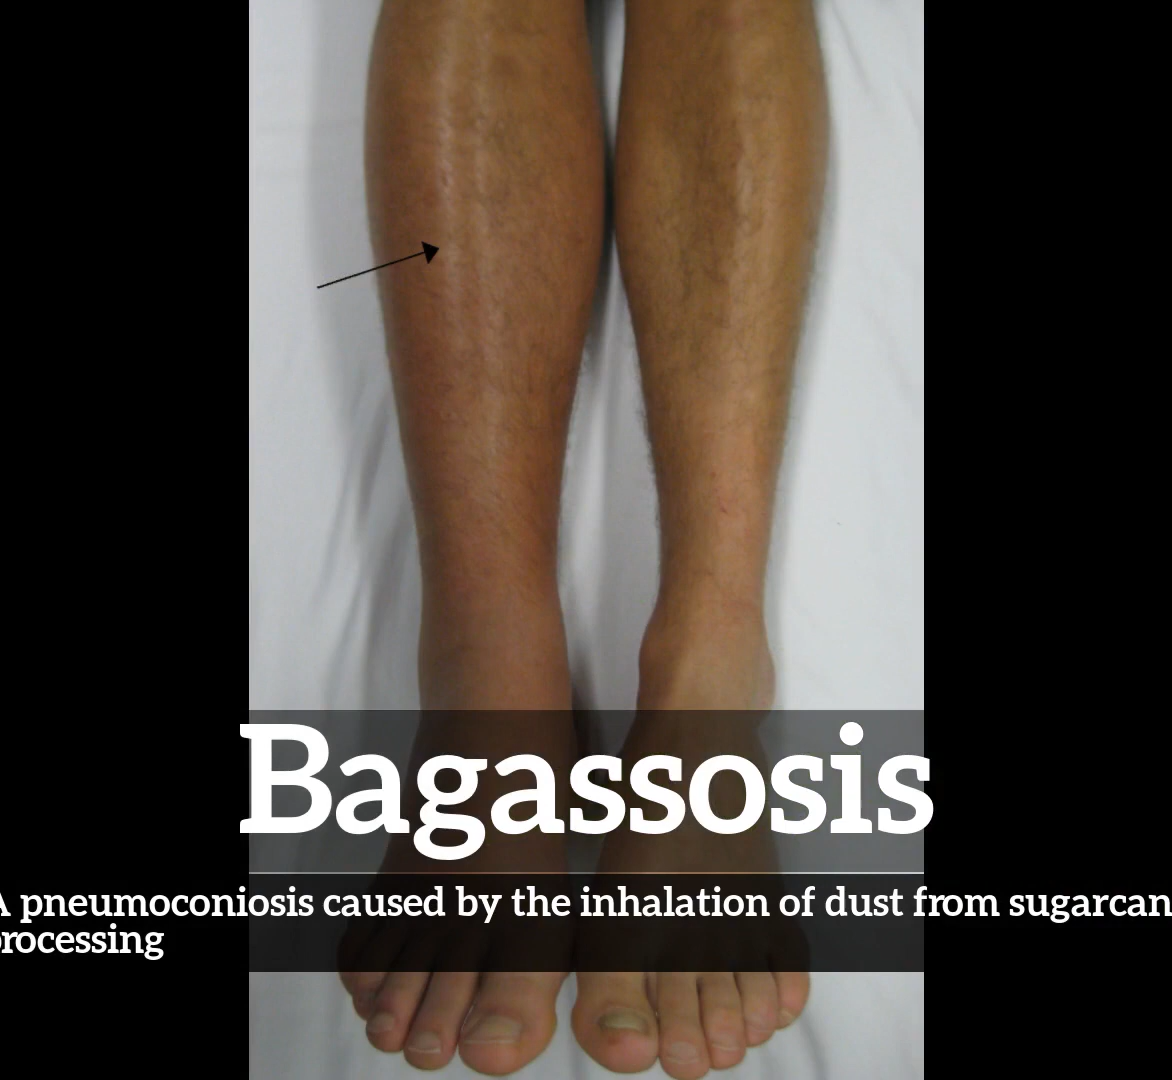 Bagassosis
A pneumoconiosis caused by the inhalation of dust from sugarcan
processing